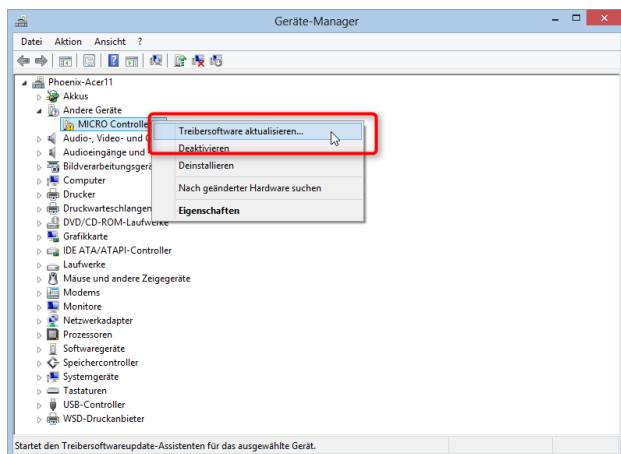 Geräte-Manager
Datei Aktion Ansicht ?
Phoenix-Acer11
Akkus
Andere Geräte
MICRO Controlle
Treibersoftware aktualisieren...
Deaktivieren
Deinstallieren
Nach geänderter Hardware suchen
Eigenschaften
Audio-, Video- und
Audioeingänge und
Bildverarbeitungsgerä
Computer
Drucker
Druckwarteschlangen
DVD/CD-ROM-Laufwerke
Grafikkarte
IDE ATA/ATAPI-Controller
Laufwerke
Mäuse und andere Zeigegeräte
Modems
Monitore
Netzwerkadapter
Prozessoren
Softwaregeräte
Speichercontroller
Systemgeräte
Tastaturen
USB-Controller
WSD-Druckanbieter
Startet den Treibersoftwareupdate-Assistenten für das ausgewählte Gerät.